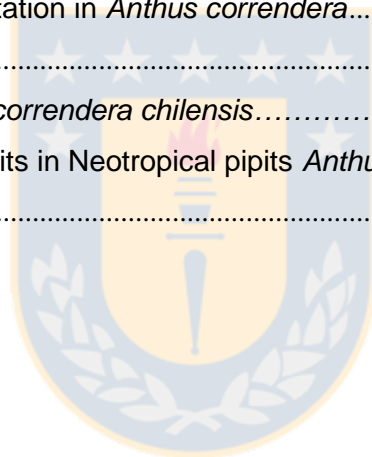 tation in Anthus correndera...
................................................
correndera chilensis…………..
its in Neotropical pipits Anthu
................................................